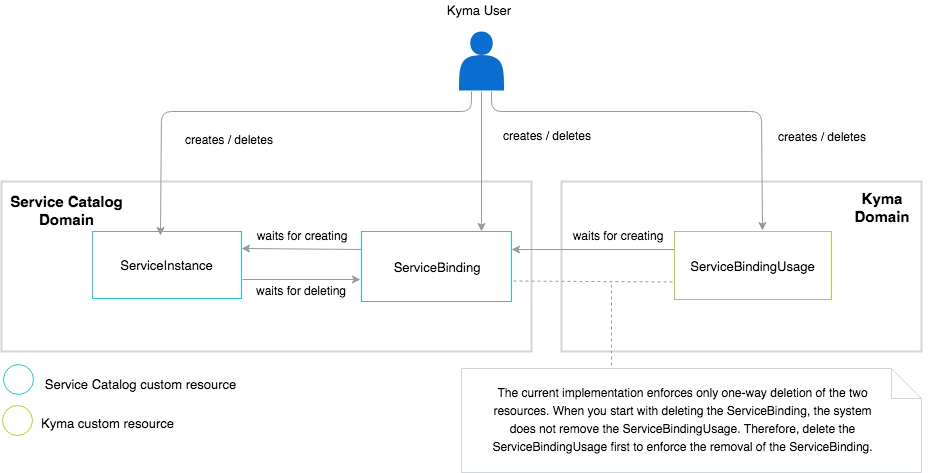 Kyma User
creates / deletes
creates / deletes
creates / deletes
Service Catalog
Domain
Kyma
Domain
waits for creating
waits for creating
ServiceInstance
ServiceBinding
ServiceBindingUsage
waits for deleting
Service Catalog custom resource
Kyma custom resource
The current implementation enforces only one-way deletion of the two
resources. When you start with deleting the ServiceBinding, the system
does not remove the ServiceBindingUsage. Therefore, delete the
ServiceBindingUsage first to enforce the removal of the ServiceBinding.